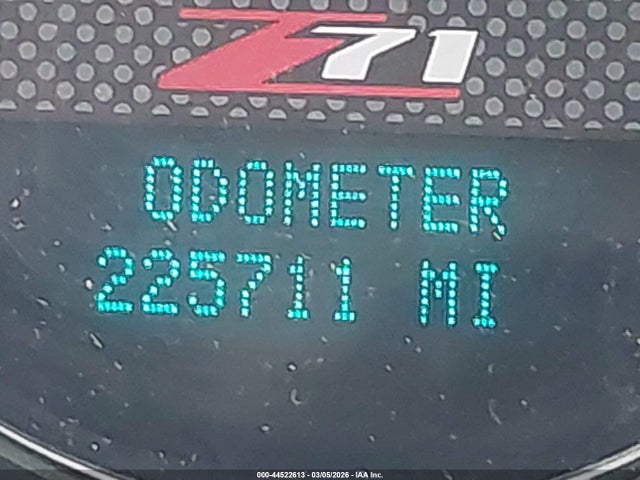 Z71
ODOMETER
225711 MI
000-44522613 - 03/05/2026 - IAA Inc.